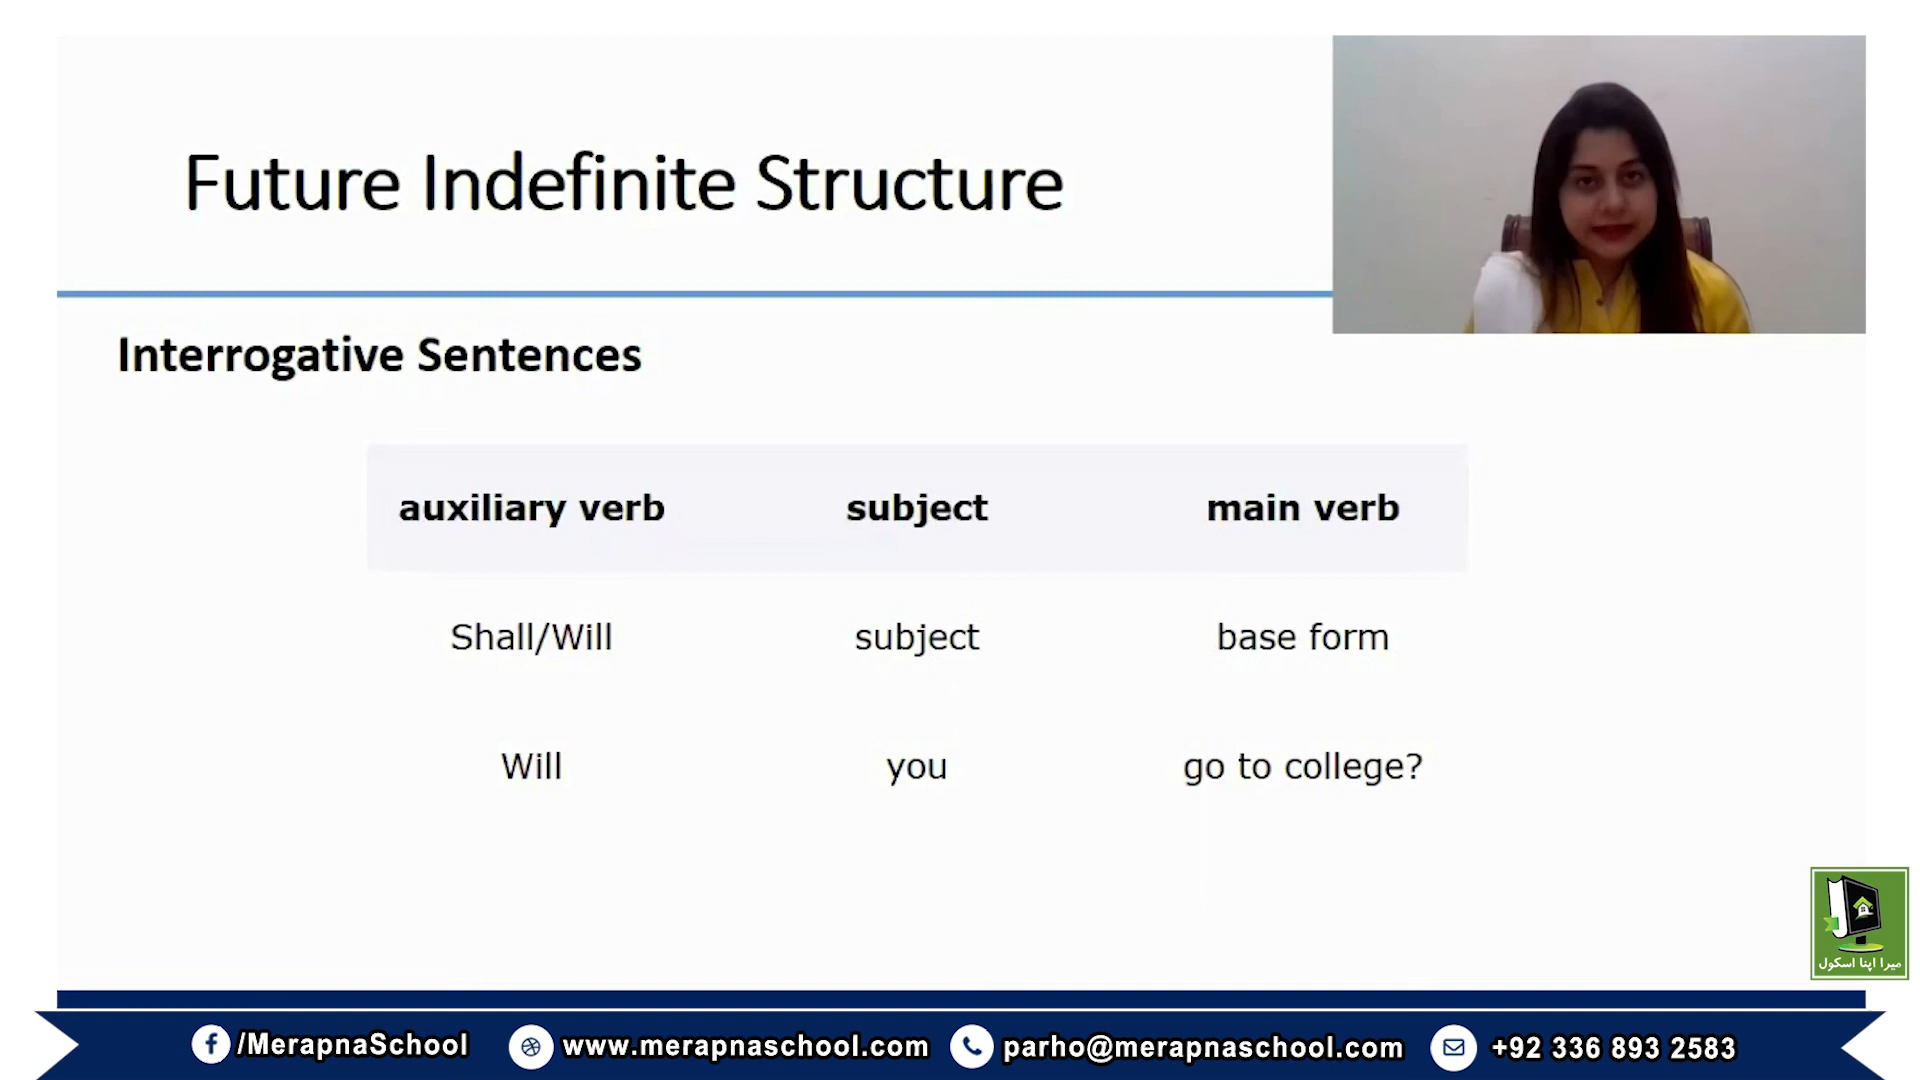 Future Indefinite Structure
Interrogative Sentences
auxiliary verb subject main verb
Shall/Will subject base form
Will you go to college?
میرا اپنا اسکول
/MerapnaSchool www.merapnaschool.com parho@merapnaschool.com +92 336 893 2583